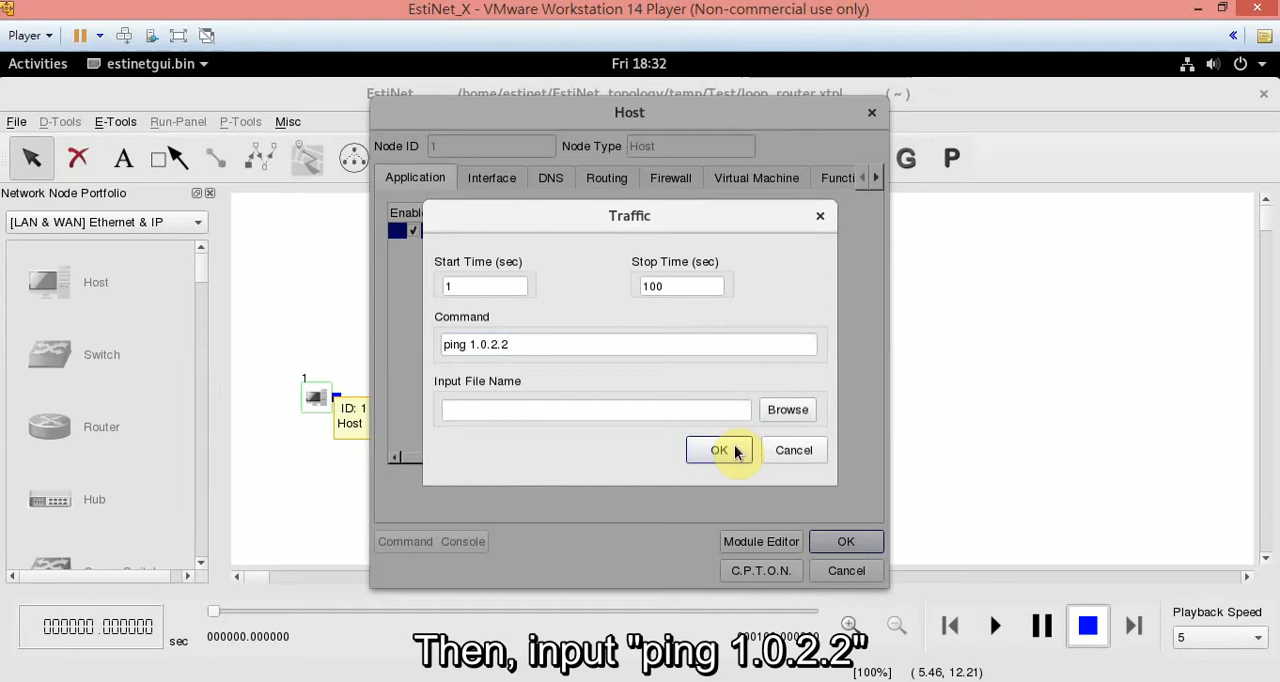 EstiNet_X - VMware Workstation 14 Player (Non-commercial use only)
Player
Activities estinetgui.bin Fri 18:32
EstiNet /home/estinet/EstiNet_topology/temp/Test/loop_router.xtpl ( ~ )
File D-Tools E-Tools Run-Panel P-Tools Misc
Host
Node ID 1 Node Type Host
Application Interface DNS Routing Firewall Virtual Machine Functi
A G P
Network Node Portfolio
[LAN & WAN] Ethernet & IP
Enable
Traffic
Start Time (sec) Stop Time (sec)
1 100
Command
ping 1.0.2.2
Input File Name
Browse
OK Cancel
Host
Switch
Router
Hub
1
ID: 1
Host
Command Console Module Editor OK
C.P.T.O.N. Cancel
000000.000000 sec
000000.000000
Playback Speed
5
[100%] ( 5.46, 12.21)
Then, input "ping 1.0.2.2"